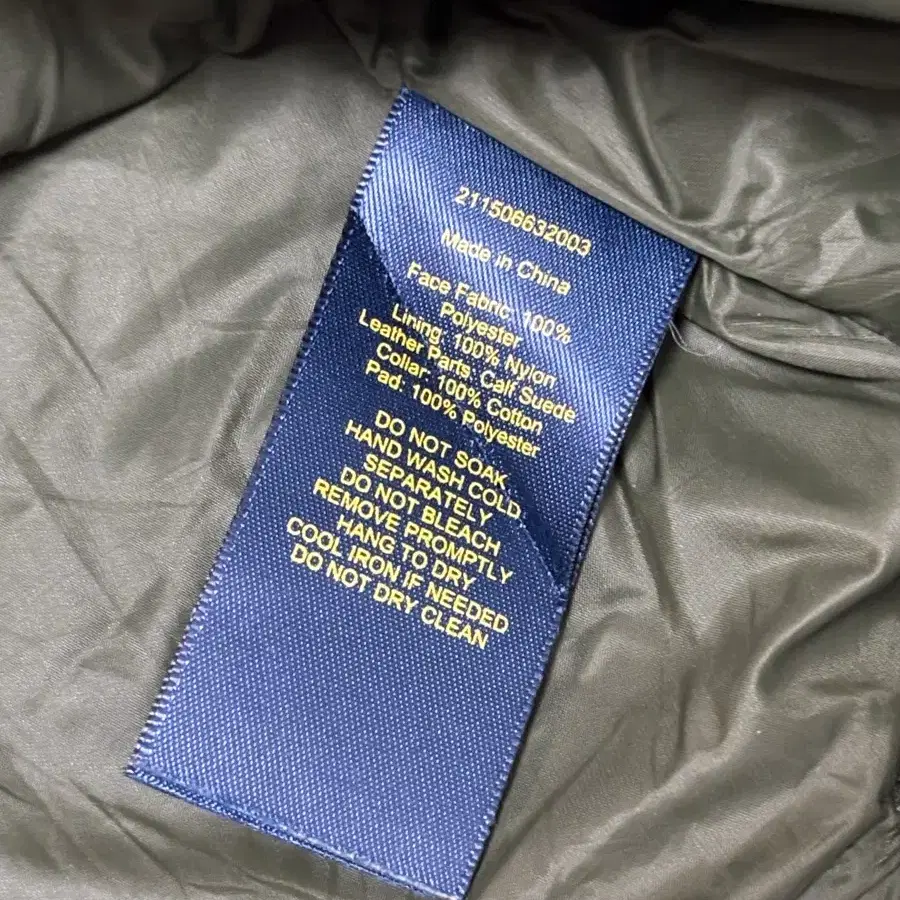 211506632003
Made in China
Face Fabric: 100%
Polyester
Lining: 100% Nylon
Leather Parts: Calf Suede
Collar: 100% Cotton
Pad: 100% Polyester
DO NOT SOAK
HAND WASH COLD
SEPARATELY
DO NOT BLEACH
REMOVE PROMPTLY
HANG TO DRY
COOL IRON IF NEEDED
DO NOT DRY CLEAN